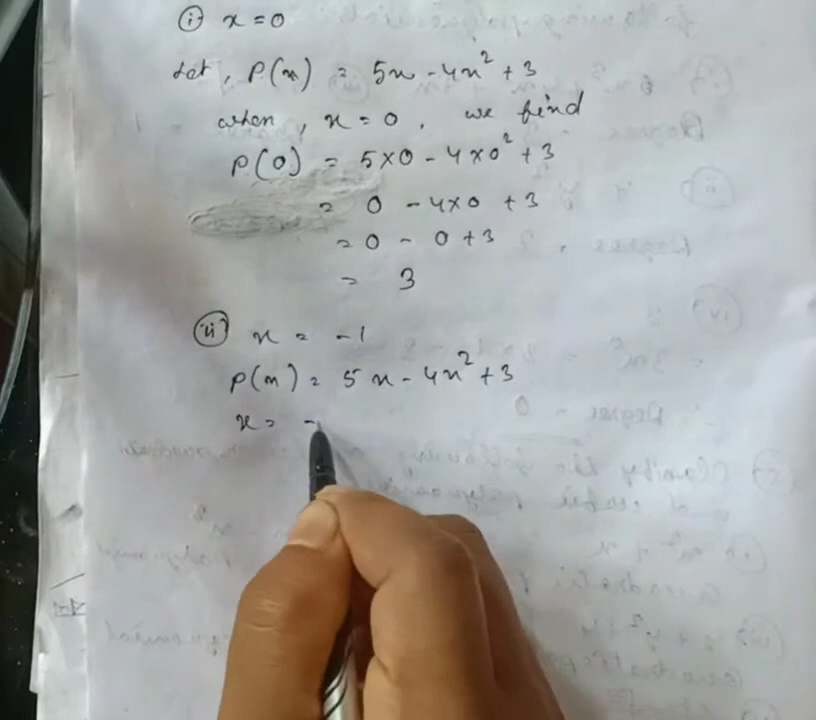 (i) x = 0
Let, P(x) = 5x - 4x² + 3
when, x = 0, we find
P(0) = 5×0 - 4×0² + 3
= 0 - 4×0 + 3
= 0 - 0 + 3
= 3
(ii) x = -1
P(x) = 5x - 4x² + 3
x = -